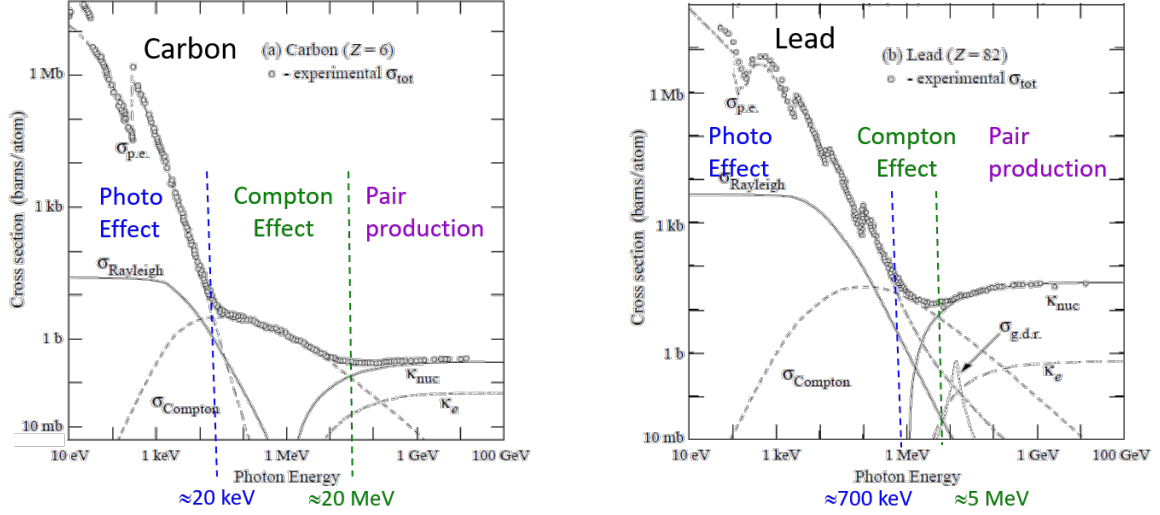 Carbon
(a) Carbon (Z = 6)
- experimental σtot
1 Mb
σp.e.
Photo
Effect
Compton
Effect
Pair
production
1 kb
Cross section (barns/atom)
σRayleigh
1 b
κnuc
σCompton
κe
10 mb
10 eV
1 keV
1 MeV
1 GeV
100 GeV
Photon Energy
≈20 keV
≈20 MeV
Lead
(b) Lead (Z = 82)
- experimental σtot
1 Mb
σp.e.
Photo
Effect
Compton
Effect
Pair
production
σRayleigh
1 kb
Cross section (barns/atom)
κnuc
σg.d.r.
1 b
σCompton
κe
10 mb
10 eV
1 keV
1 MeV
1 GeV
100 GeV
Photon Energy
≈700 keV
≈5 MeV